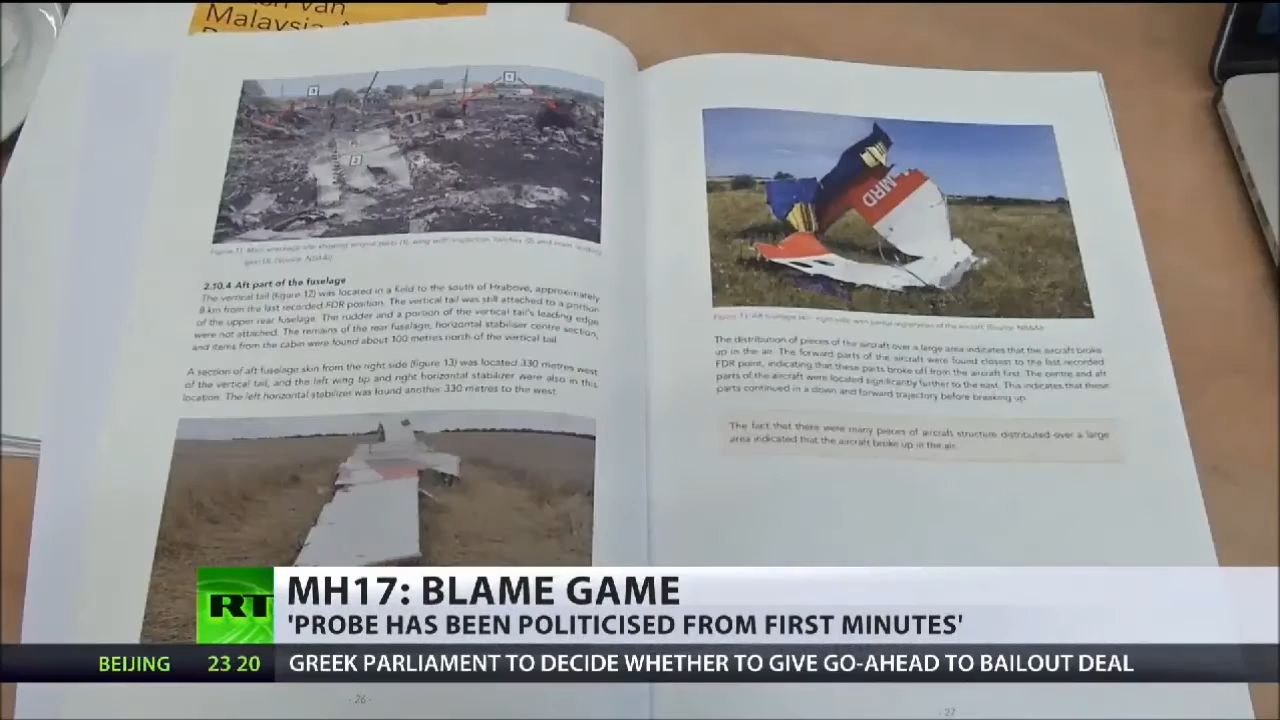 Malaysia
1
1
2
2.10.4 Aft part of the fuselage
The vertical tail (figure 12) was located in a field to the south of Hrabove, approximately
8 km from the last recorded FDR position. The vertical tail was still attached to a portion
of the upper rear fuselage. The rudder and a portion of the vertical tail's leading edge
were not attached. The remains of the rear fuselage, horizontal stabiliser centre section,
and items from the cabin were found about 100 metres north of the vertical tail.
A section of aft fuselage skin from the right side (figure 13) was located 330 metres west
of the vertical tail, and the left wing tip and right horizontal stabilizer were also in this
location. The left horizontal stabilizer was found another 330 metres to the west.
- 26 -
MRD
The distribution of pieces of the aircraft over a large area indicates that the aircraft broke
up in the air. The forward parts of the aircraft were found closest to the last recorded
FDR point, indicating that these parts broke off from the aircraft first. The centre and aft
parts of the aircraft were located significantly further to the east. This indicates that these
parts continued in a down and forward trajectory before breaking up.
The fact that there were many pieces of aircraft structure distributed over a large
area indicated that the aircraft broke up in the air.
- 27
RT
MH17: BLAME GAME
'PROBE HAS BEEN POLITICISED FROM FIRST MINUTES'
BEIJING 23 20 GREEK PARLIAMENT TO DECIDE WHETHER TO GIVE GO-AHEAD TO BAILOUT DEAL